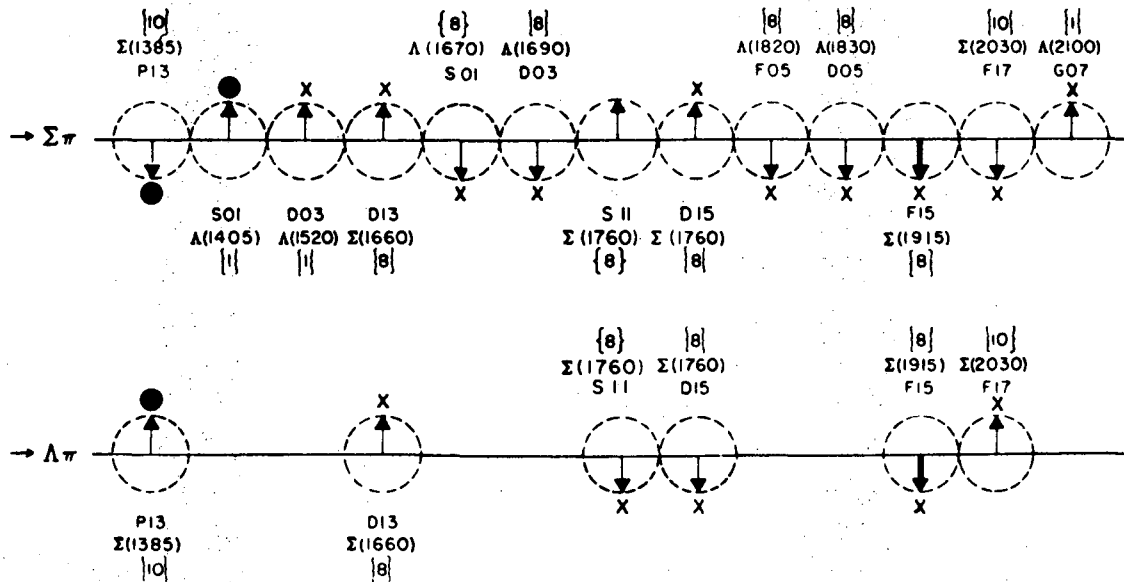 {10} {8} {8} {8} {8} {10} {1}
Σ(1385) Λ(1670) Λ(1690) Λ(1820) Λ(1830) Σ(2030) Λ(2100)
P13 S01 D03 F05 D05 F17 G07
X X X X
→ Σπ
X X X X X X
S01 D03 D13 S11 D15 F15
Λ(1405) Λ(1520) Σ(1660) Σ(1760) Σ(1760) Σ(1915)
{1} {1} {8} {8} {8} {8}
{8} {8} {8} {10}
Σ(1760) Σ(1760) Σ(1915) Σ(2030)
S11 D15 F15 F17
X X
→ Λπ
X X X
P13 D13
Σ(1385) Σ(1660)
{10} {8}